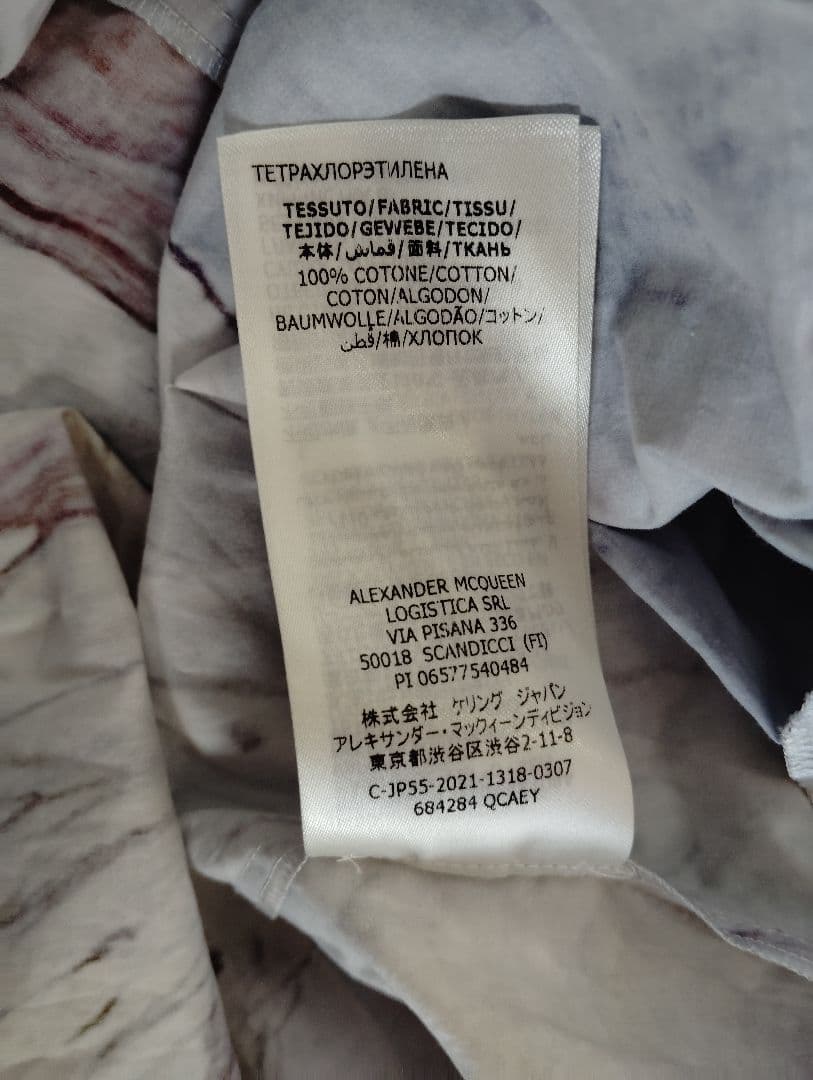 ТЕТРАХЛОРЭТИЛЕНА
TESSUTO/FABRIC/TISSU/
TEJIDO/GEWEBE/TECIDO/
本体/قماش/面料/ТКАНЬ
100% COTONE/COTTON/
COTON/ALGODON/
BAUMWOLLE/ALGODÃO/コットン/
قُطن/棉/ХЛОПОК
ALEXANDER MCQUEEN
LOGISTICA SRL
VIA PISANA 336
50018 SCANDICCI (FI)
PI 06577540484
株式会社 ケリング ジャパン
アレキサンダー・マックィーンディビジョン
東京都渋谷区渋谷2-11-8
C-JP55-2021-1318-0307
684284 QCAEY